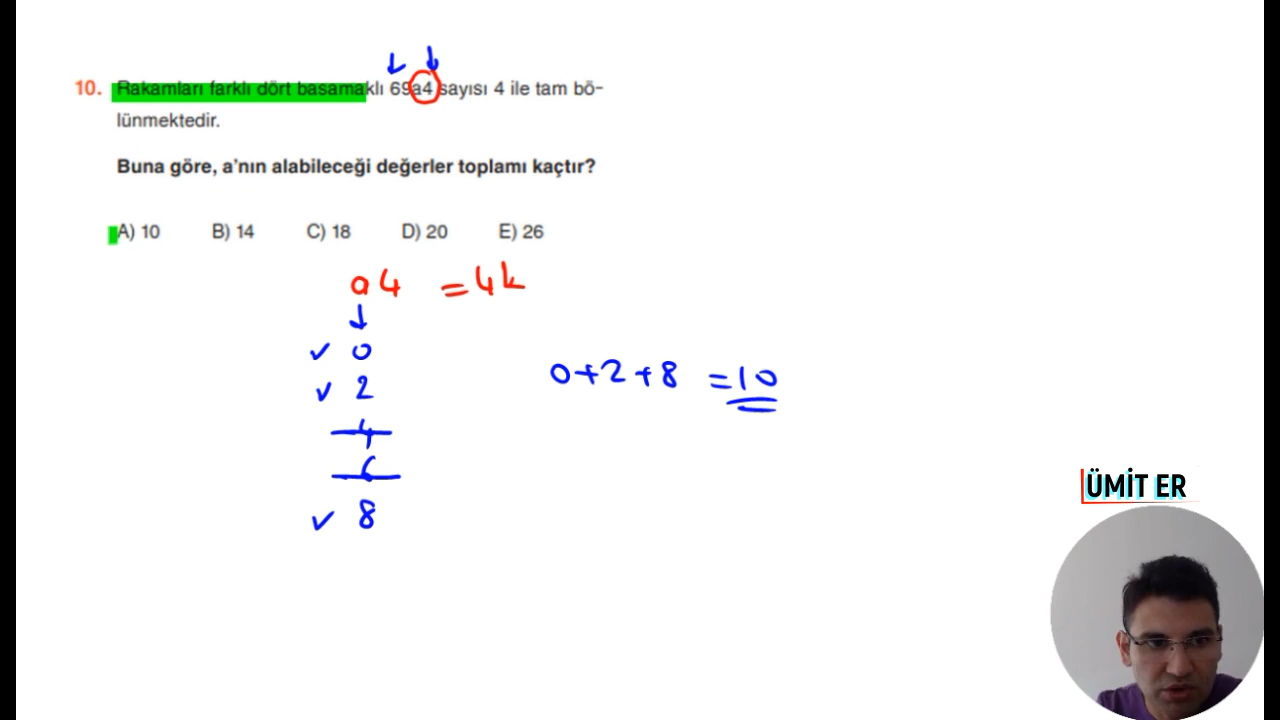 10. Rakamları farklı dört basamaklı 69a4 sayısı 4 ile tam bö-
lünmektedir.
Buna göre, a'nın alabileceği değerler toplamı kaçtır?
A) 10 B) 14 C) 18 D) 20 E) 26
a4 = 4k
↓
✓ 0
✓ 2
4
6
✓ 8
0+2+8 = 10
ÜMİT ER